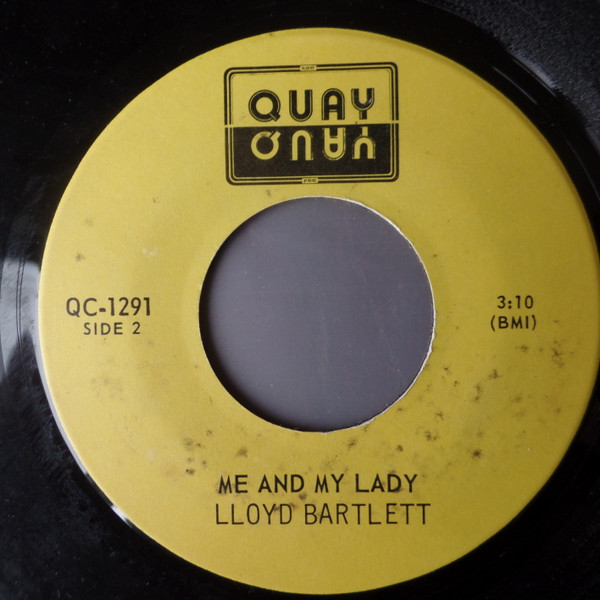 QUAY
QUAY
QC-1291
SIDE 2
3:10
(BMI)
ME AND MY LADY
LLOYD BARTLETT